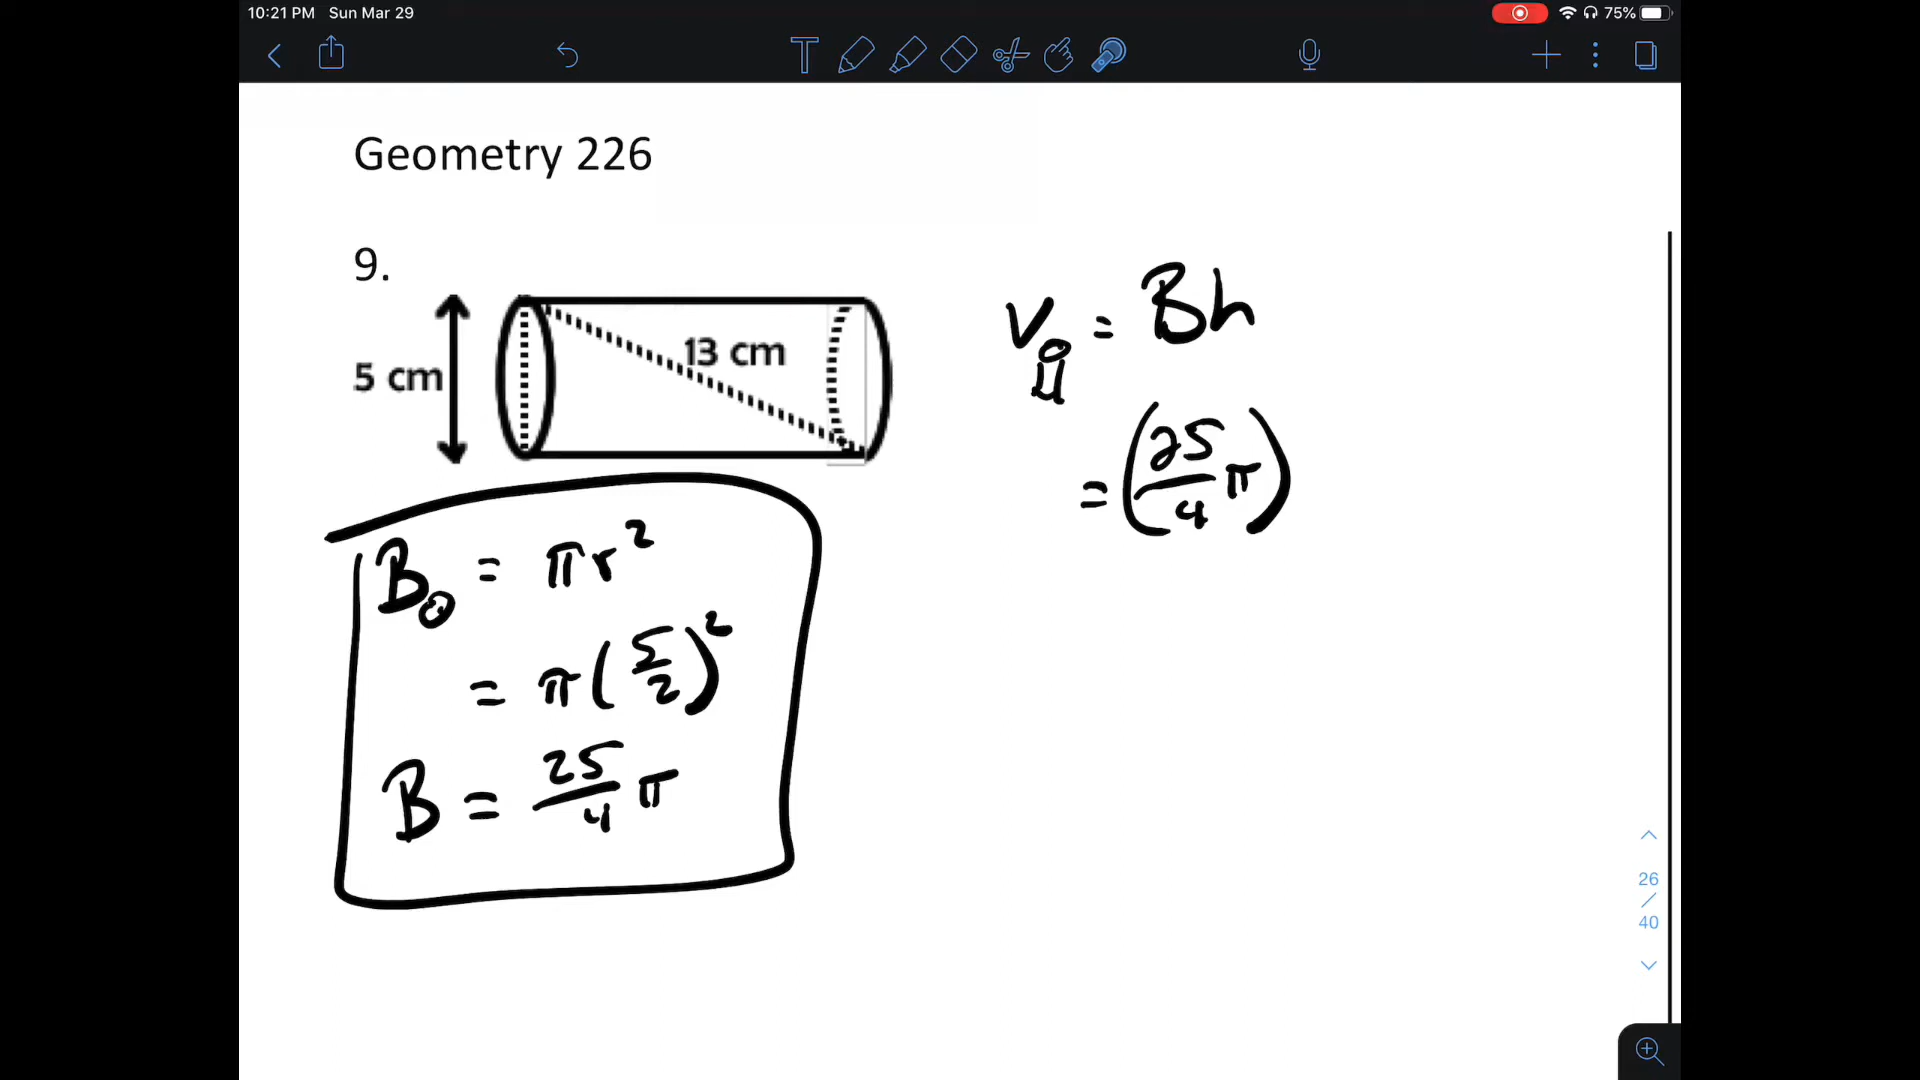 10:21 PM Sun Mar 29
75%
T
Geometry 226
9.
5 cm
13 cm
V = Bh
= (25/4 π)
B⊙ = πr²
= π(5/2)²
B = 25/4 π
26
/
40